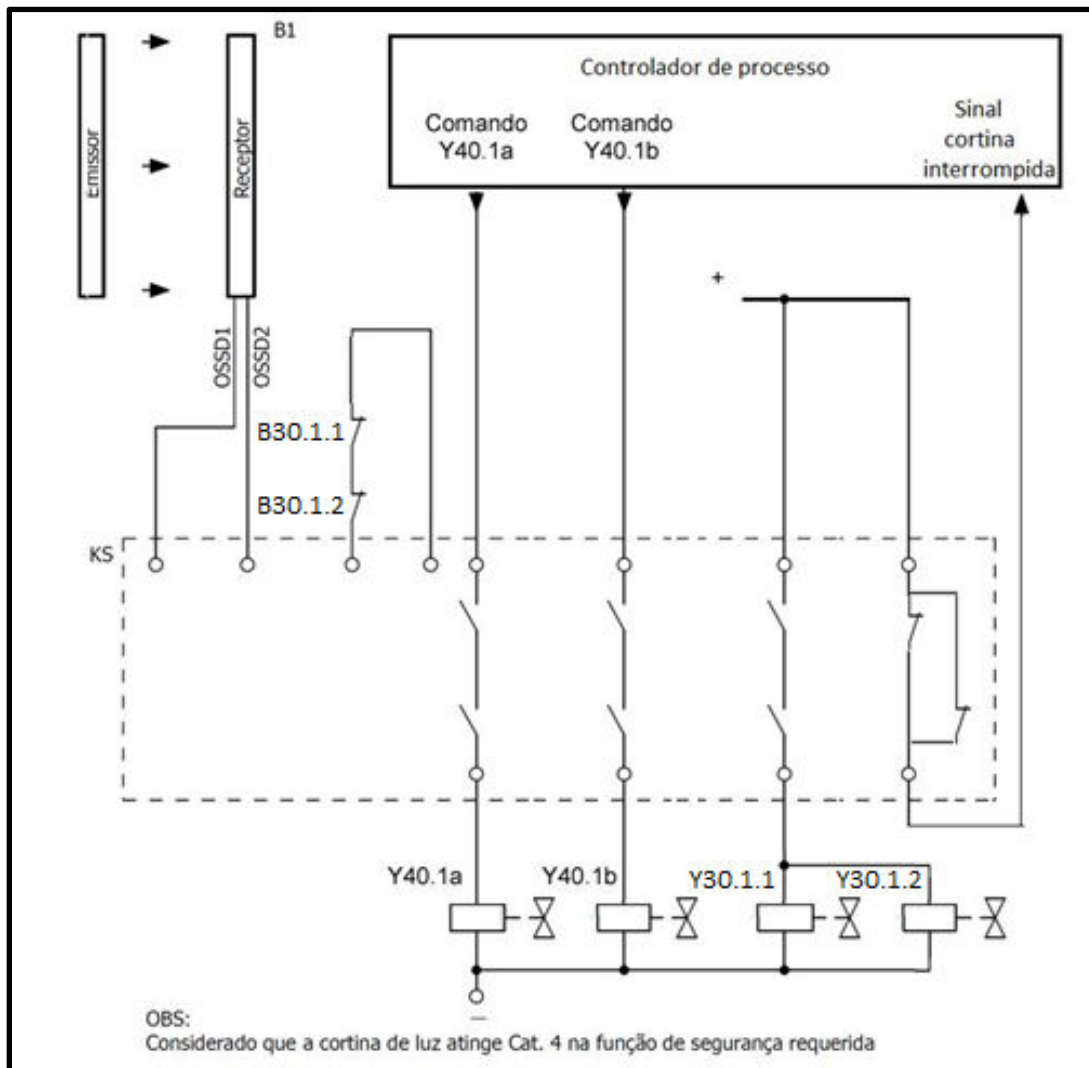 B1
Emissor
Receptor
Controlador de processo
Comando
Y40.1a
Comando
Y40.1b
Sinal
cortina
interrompida
+
OSSD1
OSSD2
B30.1.1
B30.1.2
KS
Y40.1a
Y40.1b
Y30.1.1
Y30.1.2
—
OBS:
Considerado que a cortina de luz atinge Cat. 4 na função de segurança requerida